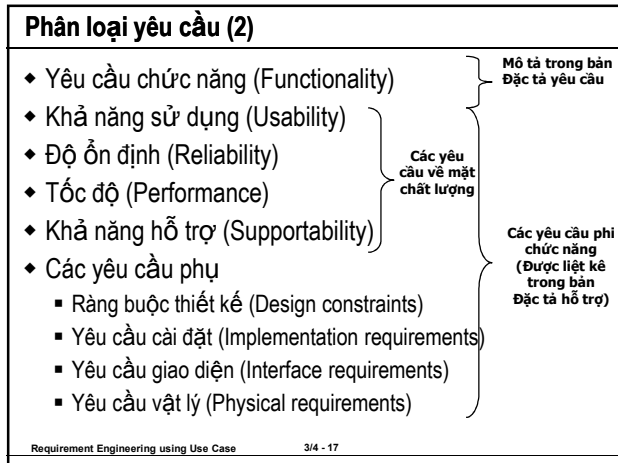 Phân loại yêu cầu (2)
◆ Yêu cầu chức năng (Functionality)
◆ Khả năng sử dụng (Usability)
◆ Độ ổn định (Reliability)
◆ Tốc độ (Performance)
◆ Khả năng hỗ trợ (Supportability)
◆ Các yêu cầu phụ
▪ Ràng buộc thiết kế (Design constraints)
▪ Yêu cầu cài đặt (Implementation requirements)
▪ Yêu cầu giao diện (Interface requirements)
▪ Yêu cầu vật lý (Physical requirements)
Mô tả trong bản
Đặc tả yêu cầu
Các yêu
cầu về mặt
chất lượng
Các yêu cầu phi
chức năng
(Được liệt kê
trong bản
Đặc tả hỗ trợ)
Requirement Engineering using Use Case
3/4 - 17